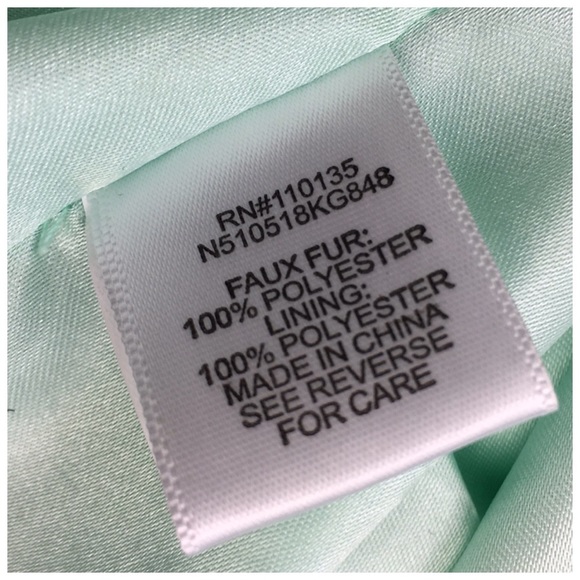 RN#110135
N510518KG848
FAUX FUR:
100% POLYESTER
LINING:
100% POLYESTER
MADE IN CHINA
SEE REVERSE
FOR CARE